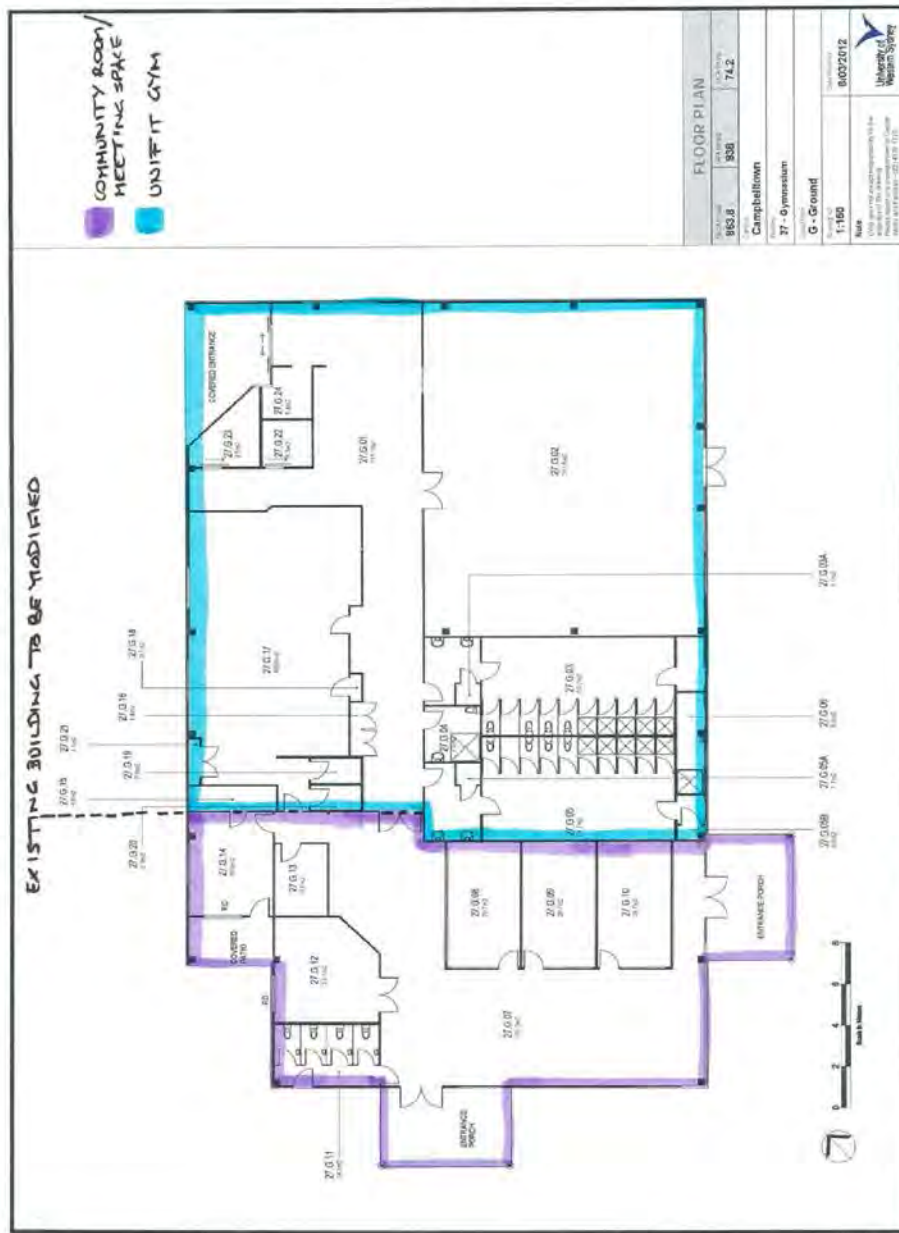 EXISTING BUILDING TO BE MODIFIED
COMMUNITY ROOM/
MEETING SPACE
UNIFIT GYM
27.G.20
27.G.15
27.G.21
27.G.19
27.G.16
27.G.18
27.G.14
27.G.13
RD
COVERED
PATIO
RD
27.G.12
27.G.11
27.G.17
27.G.23
COVERED ENTRANCE
27.G.22
27.G.24
27.G.01
27.G.02
27.G.03A
27.G.03
27.G.04
27.G.05
27.G.05A
27.G.05B
27.G.06
27.G.07
27.G.08
27.G.09
27.G.10
ENTRANCE
PORCH
ENTRANCE PORCH
0 2 4 6 8
FLOOR PLAN
863.8
938
74.2
Campbelltown
27 - Gymnasium
G - Ground
1:150
8/03/2012
Note
University of
Western Sydney